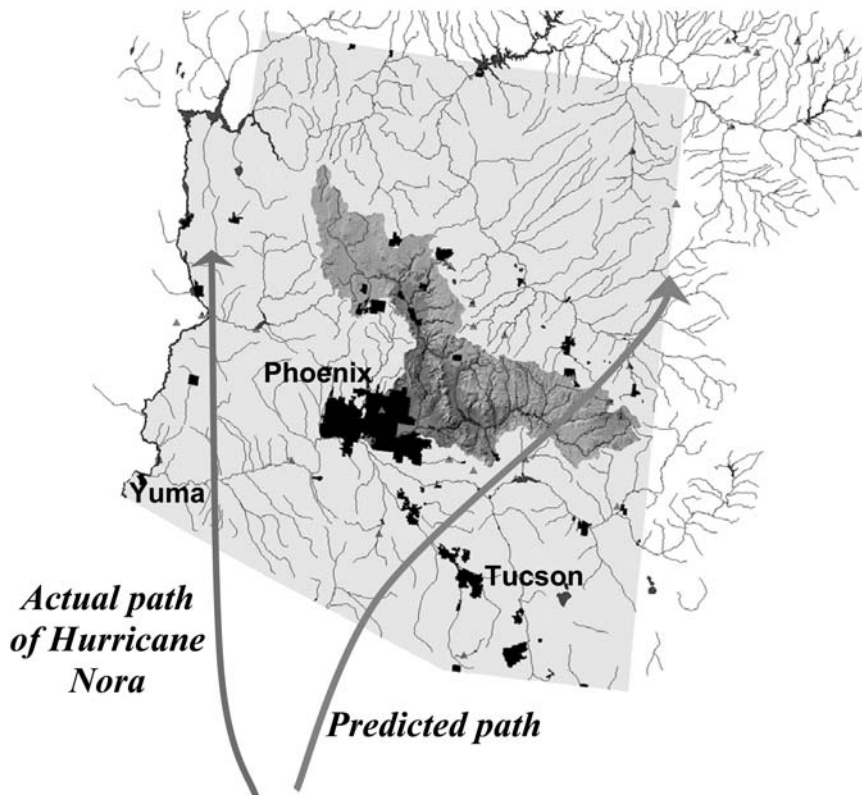 Phoenix
Yuma
Tucson
Actual path
of Hurricane
Nora
Predicted path